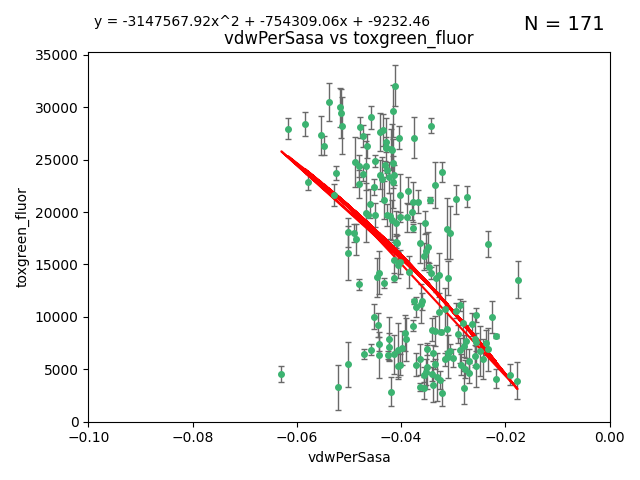 y = -3147567.92x^2 + -754309.06x + -9232.46
N = 171
vdwPerSasa vs toxgreen_fluor
35000
30000
25000
20000
15000
10000
5000
0
toxgreen_fluor
−0.10
−0.08
−0.06
−0.04
−0.02
0.00
vdwPerSasa